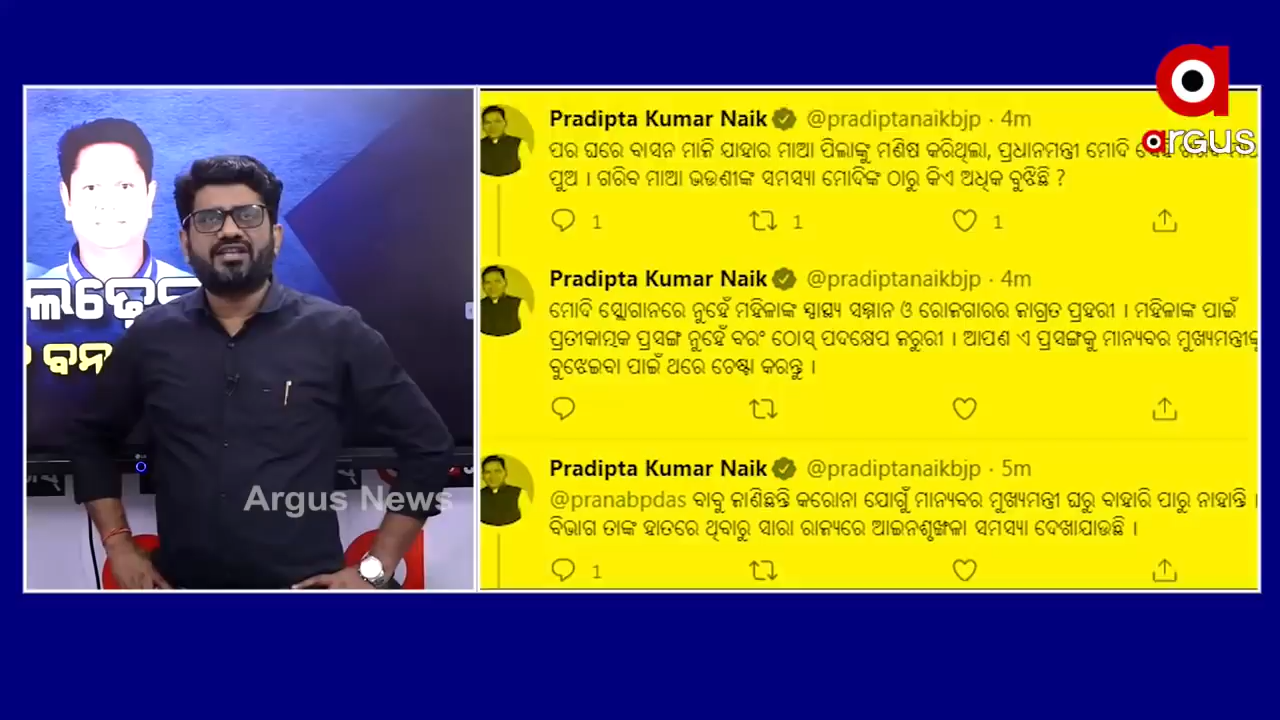 argus
ଲଢ଼େଇ
ବନ
Argus News
Pradipta Kumar Naik @pradiptanaikbjp · 4m
ପର ଘରେ ବାସନ ମାଜି ଯାହାର ମାଆ ପିଲାଙ୍କୁ ମଣିଷ କରିଥିଲା, ପ୍ରଧାନମନ୍ତ୍ରୀ ମୋଦି
ପୁଅ । ଗରିବ ମାଆ ଭଉଣୀଙ୍କ ସମସ୍ୟା ମୋଦିଙ୍କ ଠାରୁ କିଏ ଅଧିକ ବୁଝିଛି ?
1 1 1
Pradipta Kumar Naik @pradiptanaikbjp · 4m
ମୋଦି ସ୍ଲୋଗାନରେ ନୁହେଁ ମହିଳାଙ୍କ ସ୍ୱାସ୍ଥ୍ୟ ସମ୍ମାନ ଓ ରୋଜଗାରର ଜାଗ୍ରତ ପ୍ରହରୀ । ମହିଳାଙ୍କ ପାଇଁ
ପ୍ରତୀକାତ୍ମକ ପ୍ରସଙ୍ଗ ନୁହେଁ ବରଂ ଠୋସ୍ ପଦକ୍ଷେପ ଜରୁରୀ । ଆପଣ ଏ ପ୍ରସଙ୍ଗକୁ ମାନ୍ୟବର ମୁଖ୍ୟମନ୍ତ୍ରୀଙ୍କୁ
ବୁଝେଇବା ପାଇଁ ଥରେ ଚେଷ୍ଟା କରନ୍ତୁ ।
Pradipta Kumar Naik @pradiptanaikbjp · 5m
@pranabpdas ବାବୁ ଜାଣିଛନ୍ତି କରୋନା ଯୋଗୁଁ ମାନ୍ୟବର ମୁଖ୍ୟମନ୍ତ୍ରୀ ଘରୁ ବାହାରି ପାରୁ ନାହାନ୍ତି ।
ବିଭାଗ ତାଙ୍କ ହାତରେ ଥିବାରୁ ସାରା ରାଜ୍ୟରେ ଆଇନଶୃଙ୍ଖଳା ସମସ୍ୟା ଦେଖାଯାଉଛି ।
1